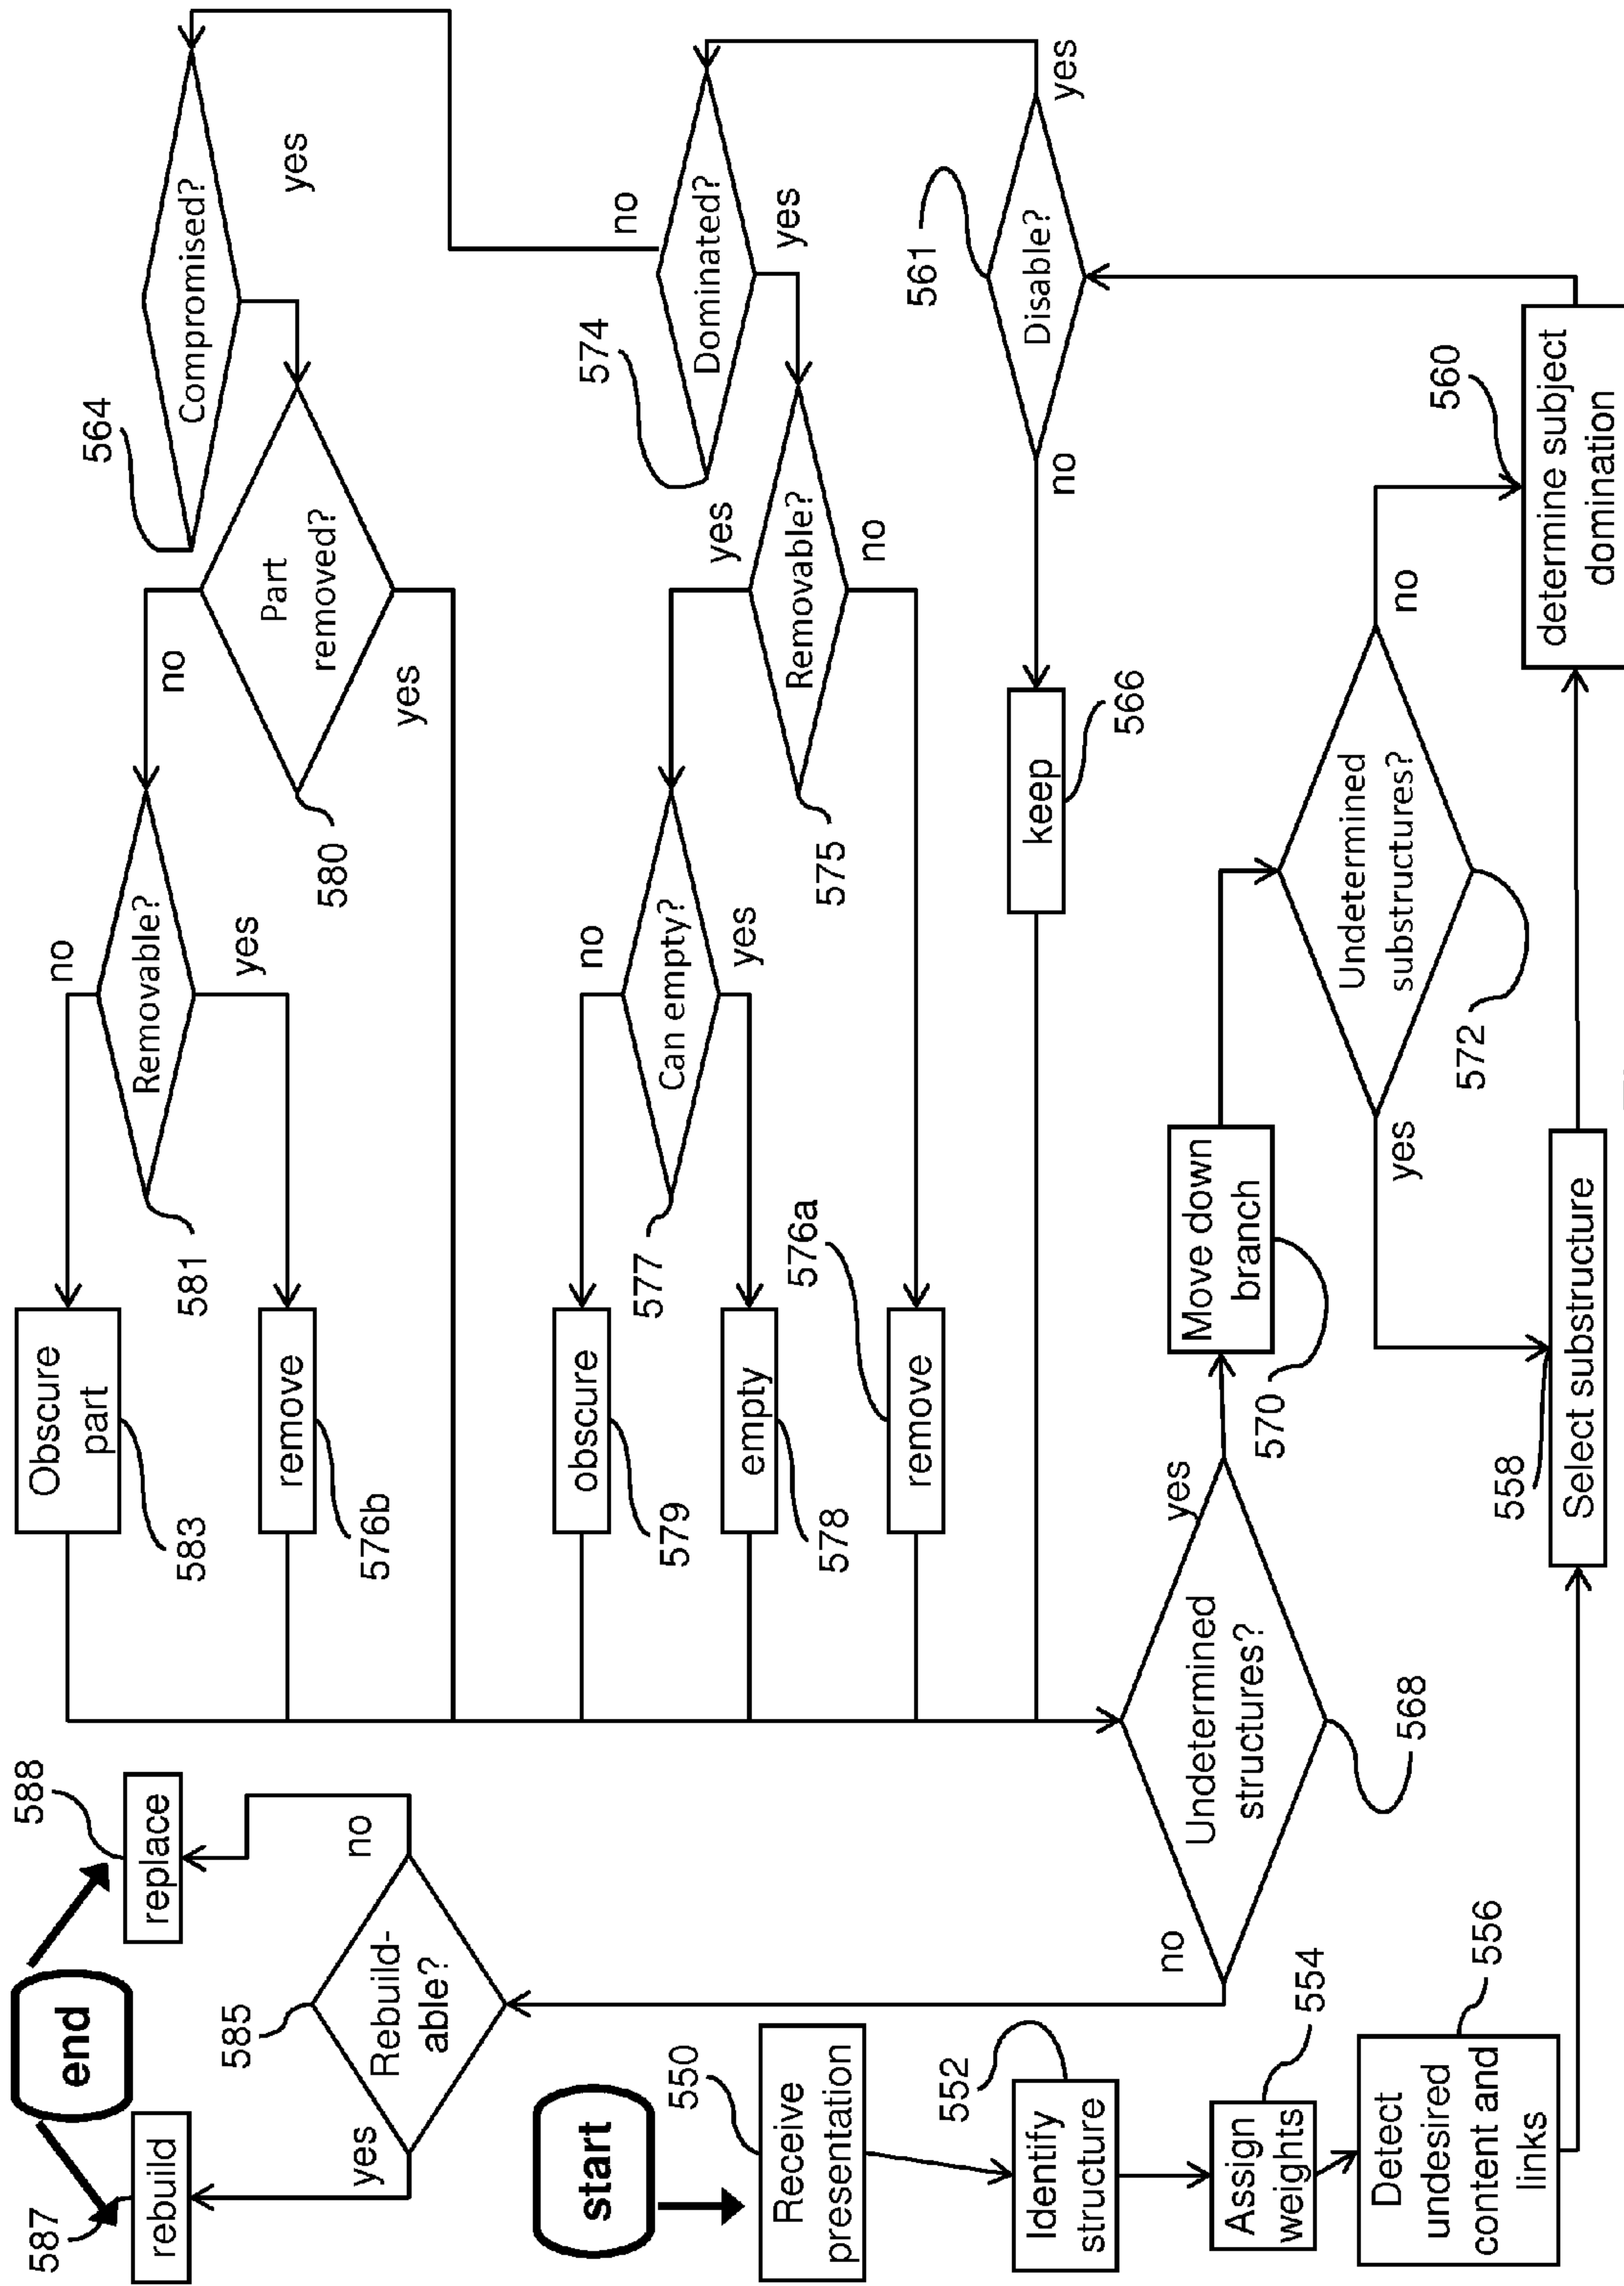 start
550
Receive
presentation
552
Identify
structure
554
Assign
weights
556
Detect
undesired
content and
links
558
Select substructure
560
determine subject
domination
561
Disable?
no
yes
keep
566
574
Dominated?
no
yes
575
Removable?
yes
no
577
Can empty?
no
yes
obscure
579
empty
578
576a
remove
564
Compromised?
yes
Part
removed?
no
yes
580
Removable?
no
yes
581
Obscure
part
583
remove
576b
Undetermined
structures?
yes
no
568
Move down
branch
570
Undetermined
substructures?
yes
no
572
585
Rebuild-
able?
yes
no
587
rebuild
588
replace
end